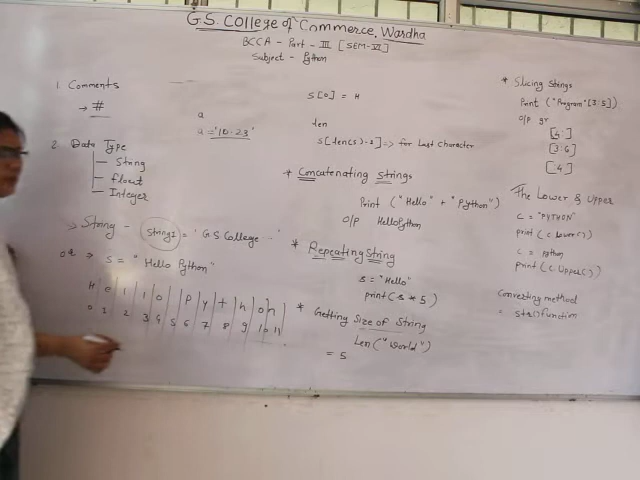 G.S. College of Commerce, Wardha
BCCA - Part - III [SEM-VI]
Subject - Python
1. Comments
→ #
2. Data Type
String
Float
Integer
→ String - String1 = "G S College - "
or → s = "Hello Python"
H e l l o P y t h o n
0 1 2 3 4 5 6 7 8 9 10 11
a
a = "10.23"
s[0] = H
len
s[len(s)-1] => for Last character
* Concatenating strings
Print ("Hello" + "Python")
O/P HelloPython
* Repeating String
s = "Hello"
print(s * 5)
* Getting Size of String
Len("World")
= 5
* Slicing Strings
Print ("Program"[3:5])
O/P gr
[4:]
[3:6]
[:4]
The Lower & Upper
c = "PYTHON"
print (c Lower())
c = Python
print (c Upper())
Converting method
= str() function